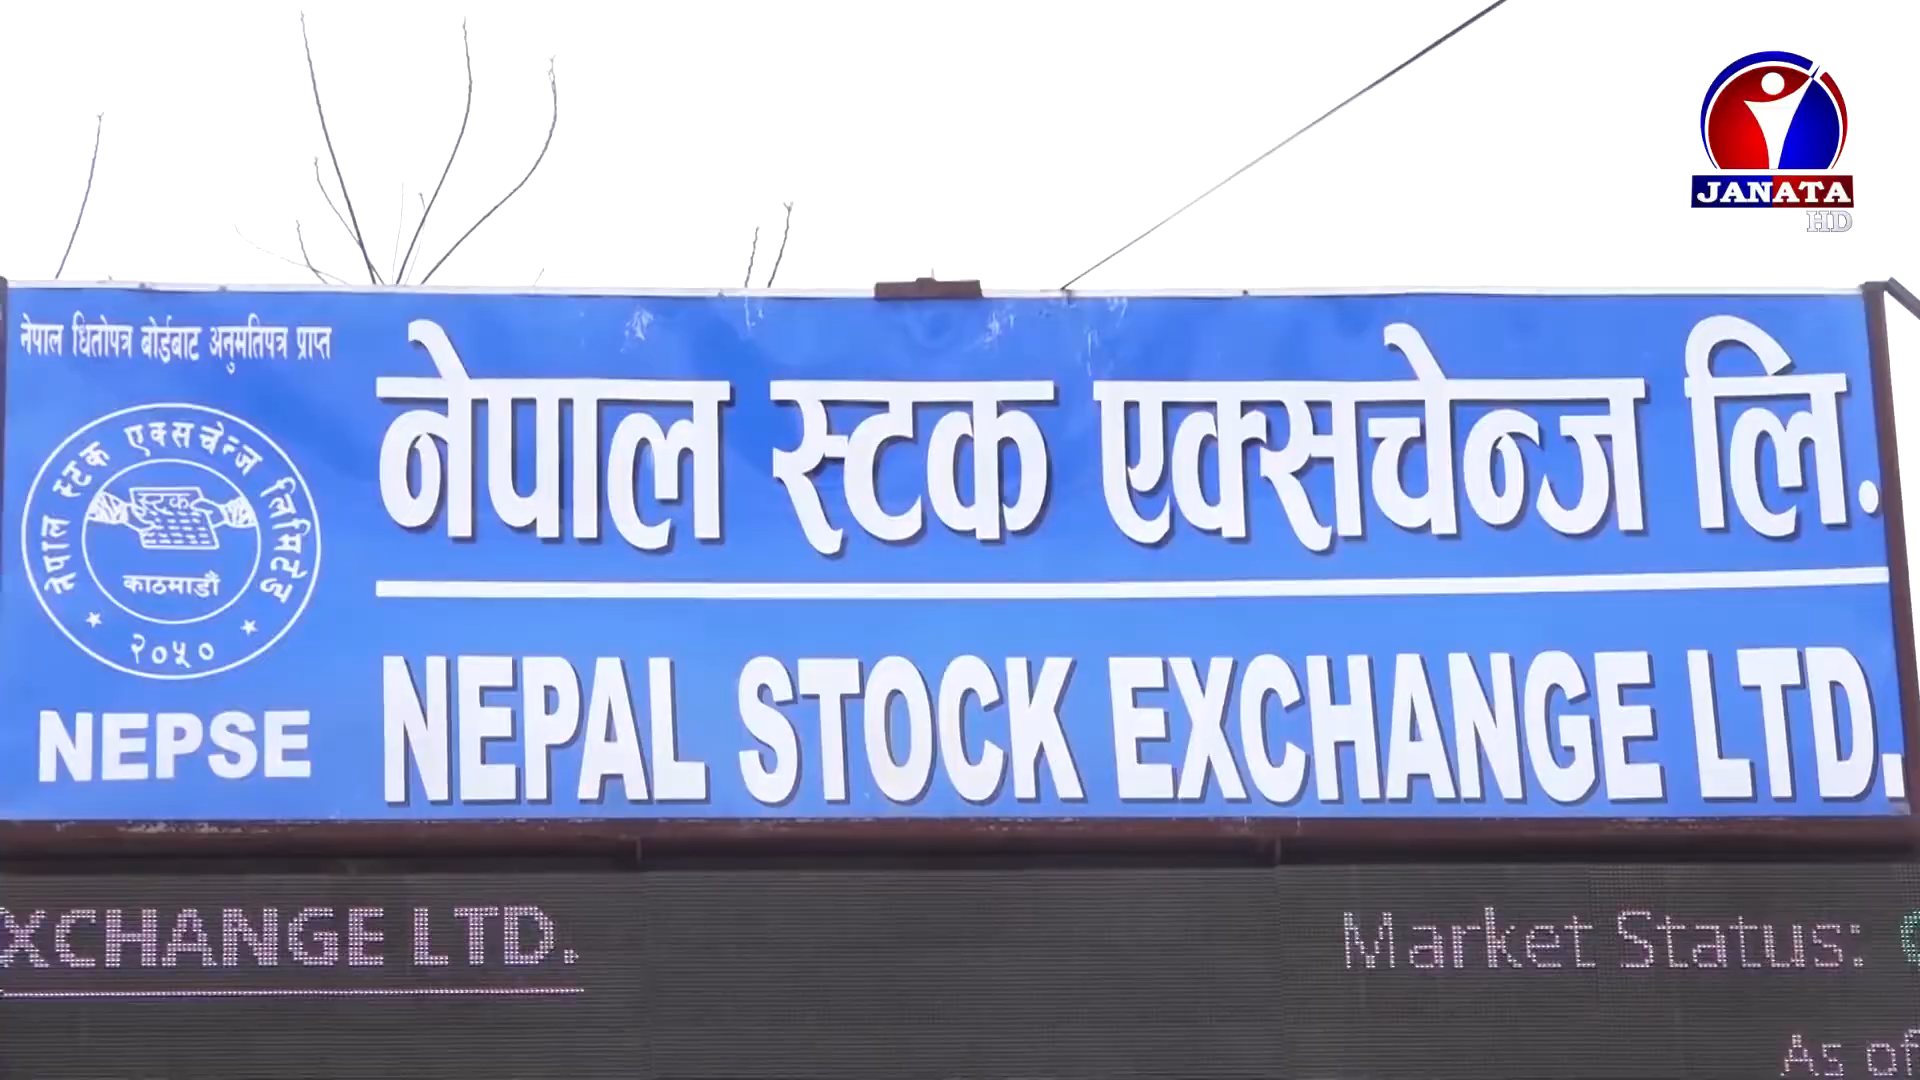 JANATA
HD
नेपाल धितोपत्र बोर्डबाट अनुमतिपत्र प्राप्त
नेपाल स्टक एक्सचेन्ज लि.
नेपाल स्टक एक्सचेन्ज लिमिटेड
स्टक
काठमाडौं
२०५०
NEPSE
NEPAL STOCK EXCHANGE LTD.
XCHANGE LTD.
Market Status:
As of